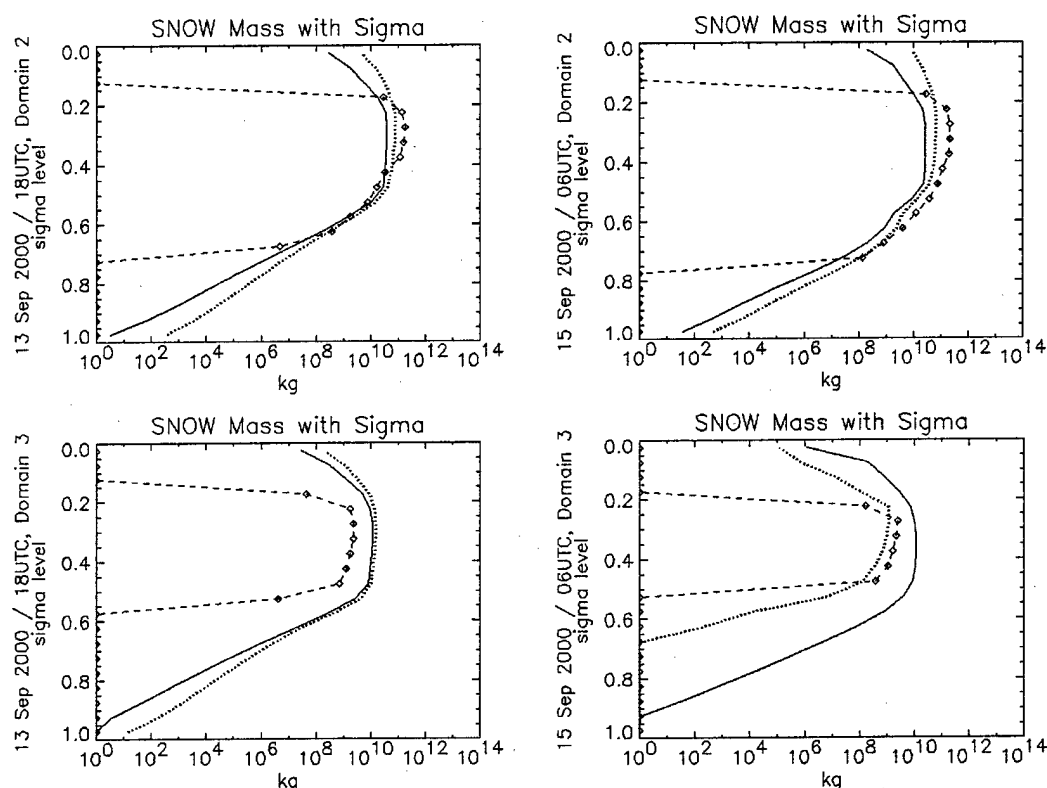 SNOW Mass with Sigma
13 Sep 2000 / 18UTC, Domain 2
sigma level
0.0
0.2
0.4
0.6
0.8
1.0
10^0 10^2 10^4 10^6 10^8 10^10 10^12 10^14
kg
SNOW Mass with Sigma
15 Sep 2000 / 06UTC, Domain 2
sigma level
0.0
0.2
0.4
0.6
0.8
1.0
10^0 10^2 10^4 10^6 10^8 10^10 10^12 10^14
kg
SNOW Mass with Sigma
13 Sep 2000 / 18UTC, Domain 3
sigma level
0.0
0.2
0.4
0.6
0.8
1.0
10^0 10^2 10^4 10^6 10^8 10^10 10^12 10^14
kg
SNOW Mass with Sigma
15 Sep 2000 / 06UTC, Domain 3
sigma level
0.0
0.2
0.4
0.6
0.8
1.0
10^0 10^2 10^4 10^6 10^8 10^10 10^12 10^14
kg